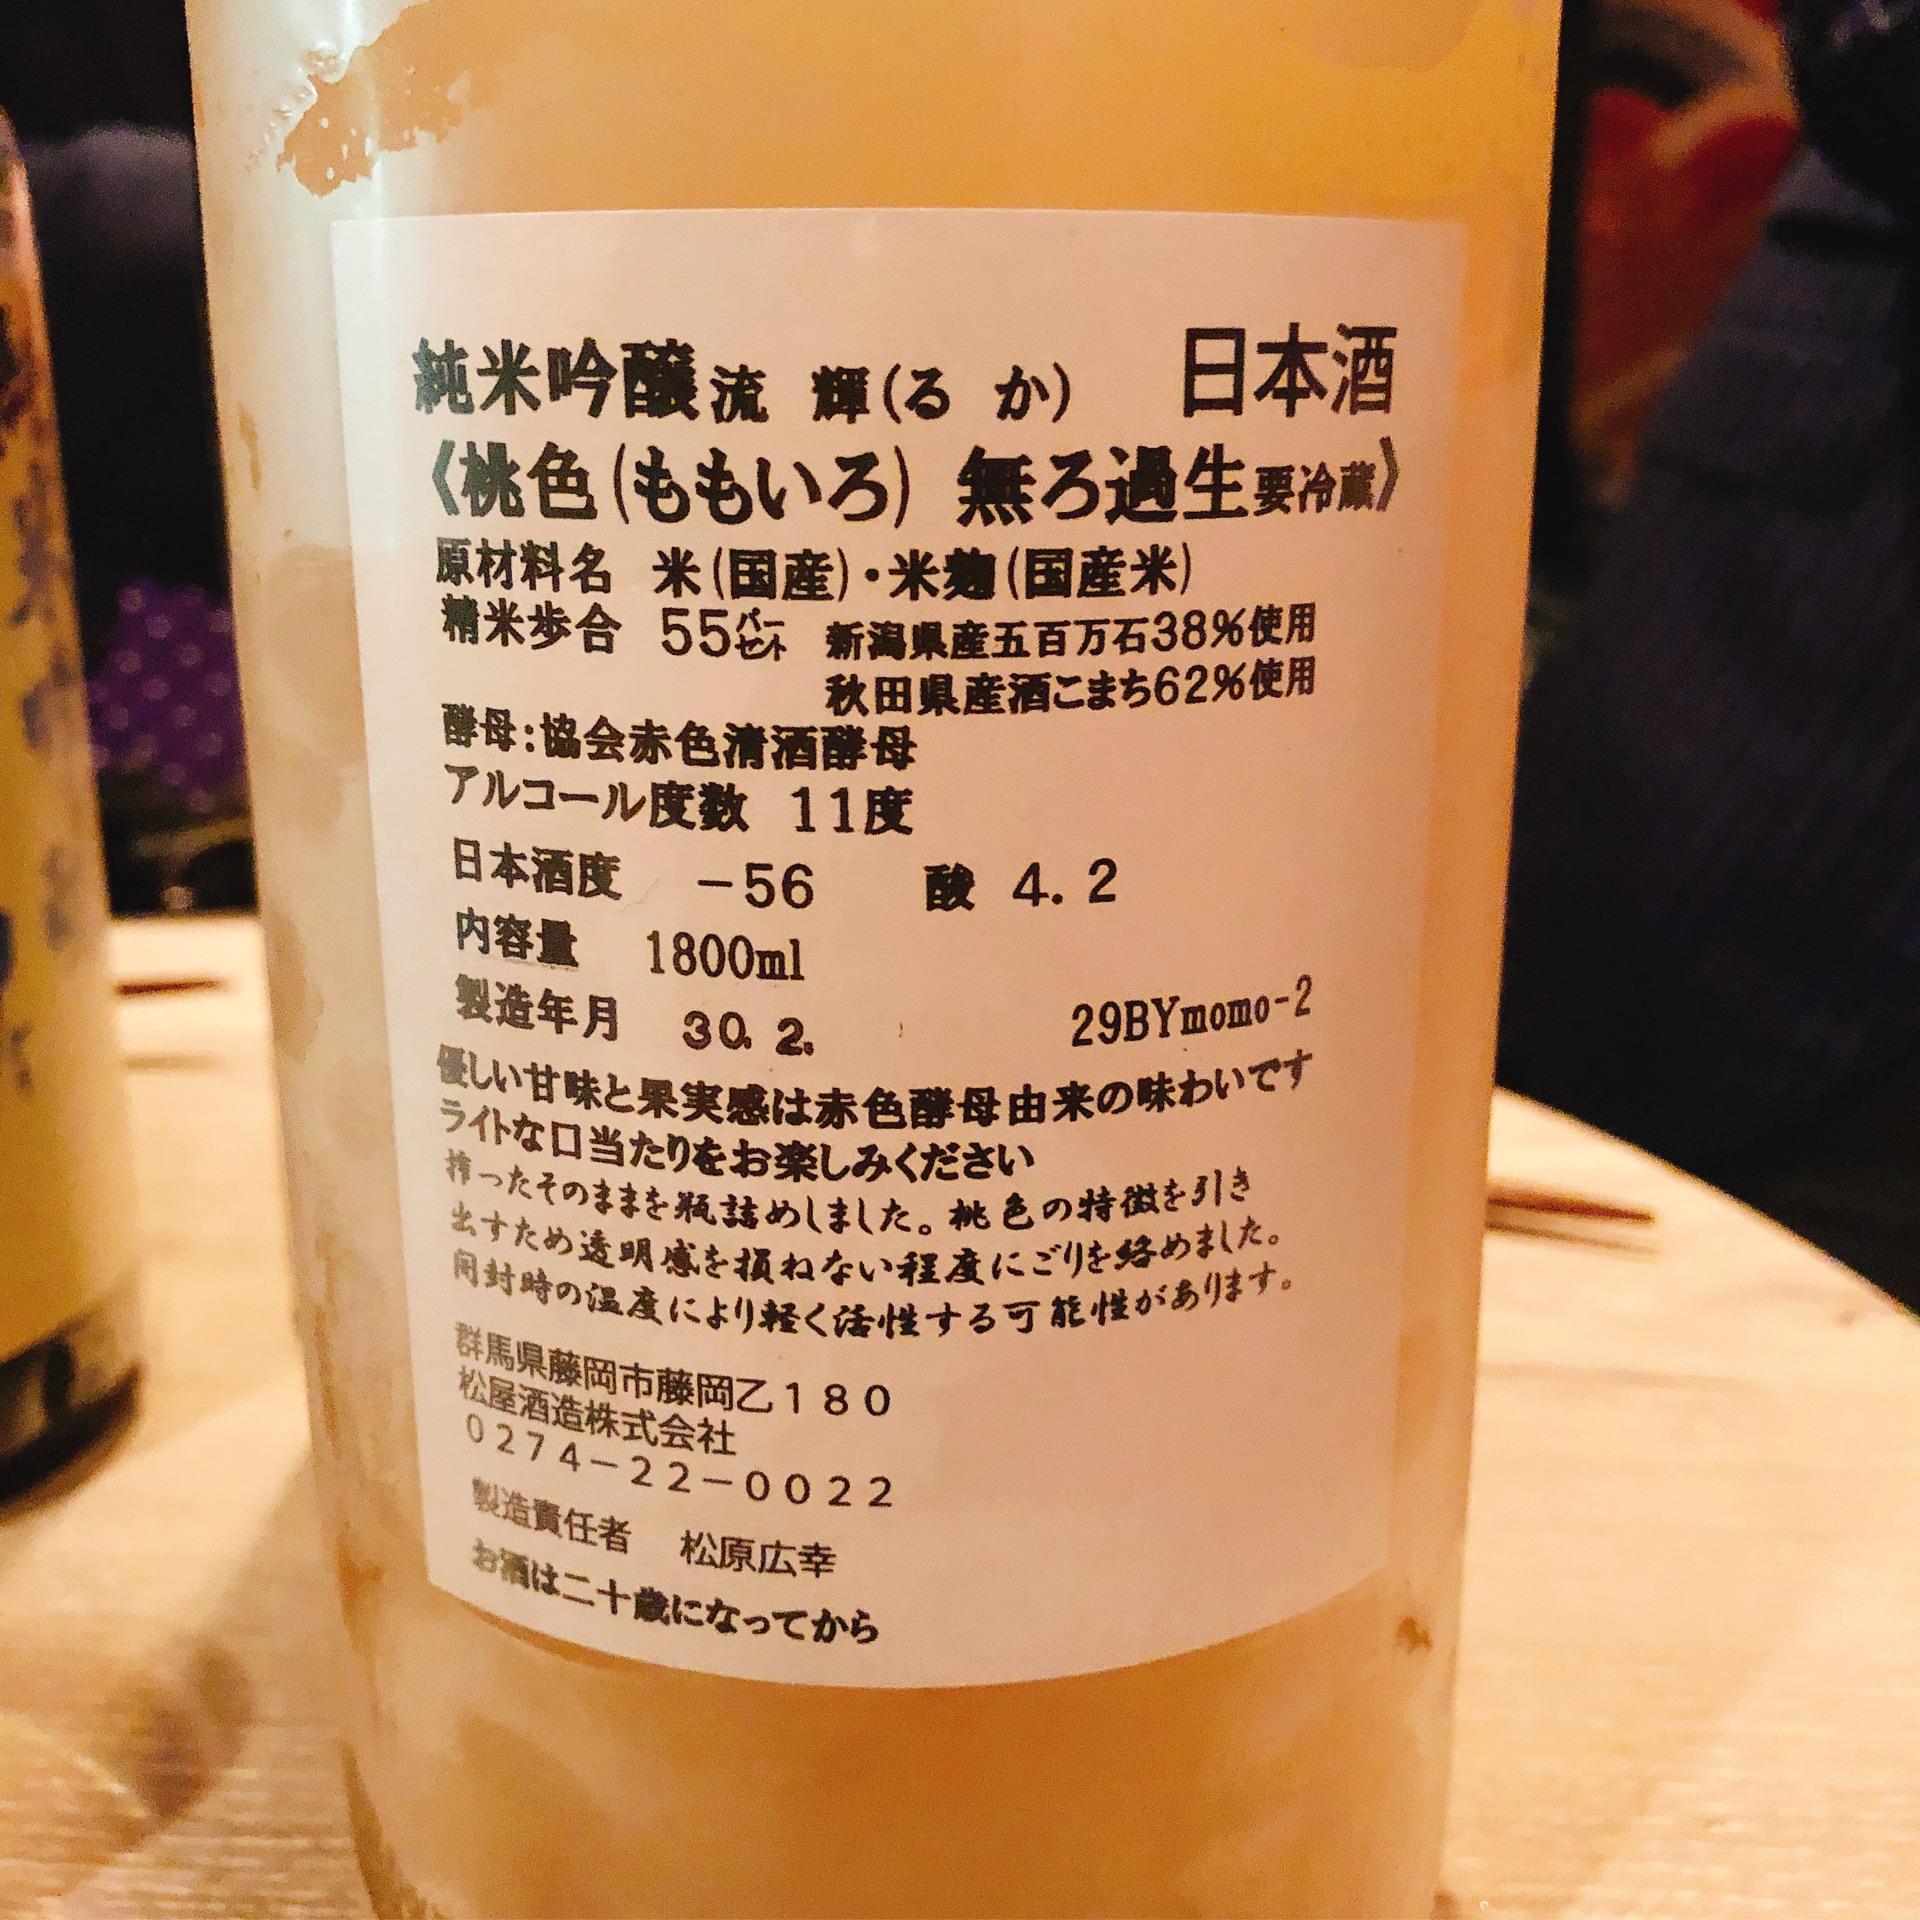 純米吟醸 流 輝(る か) 日本酒
《桃色(ももいろ) 無ろ過生要冷蔵》
原材料名 米(国産)・米麹(国産米)
精米歩合 55パーセント 新潟県産五百万石38%使用
秋田県産酒こまち62%使用
酵母:協会赤色清酒酵母
アルコール度数 11度
日本酒度 −56 酸 4.2
内容量 1800ml
製造年月 30.2. 29BYmomo-2
優しい甘味と果実感は赤色酵母由来の味わいです
ライトな口当たりをお楽しみください
搾ったそのままを瓶詰めしました。桃色の特徴を引き
出すため透明感を損ねない程度ににごりを絡めました。
開封時の温度により軽く活性する可能性があります。
群馬県藤岡市藤岡乙180
松屋酒造株式会社
0274−22−0022
製造責任者 松原広幸
お酒は二十歳になってから